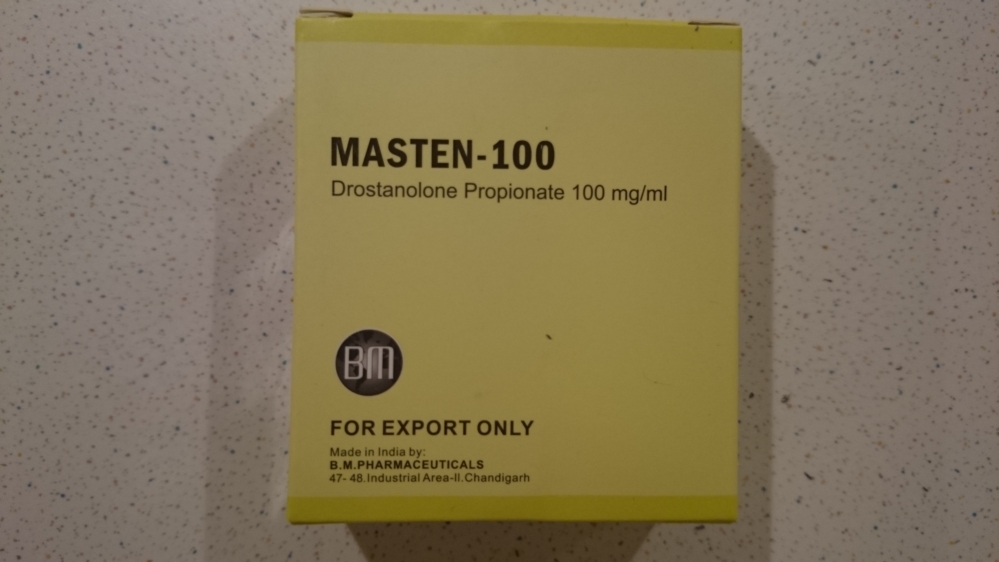 MASTEN-100
Drostanolone Propionate 100 mg/ml
BM
FOR EXPORT ONLY
Made in India by:
B.M.PHARMACEUTICALS
47- 48.Industrial Area-II.Chandigarh